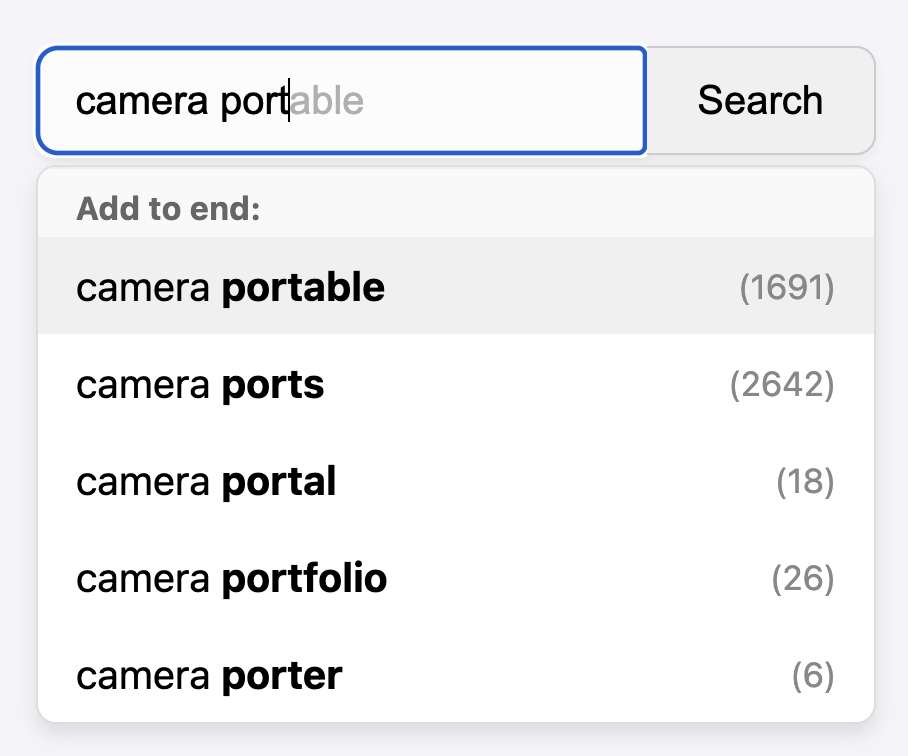 camera portable
Search
Add to end:
camera portable (1691)
camera ports (2642)
camera portal (18)
camera portfolio (26)
camera porter (6)